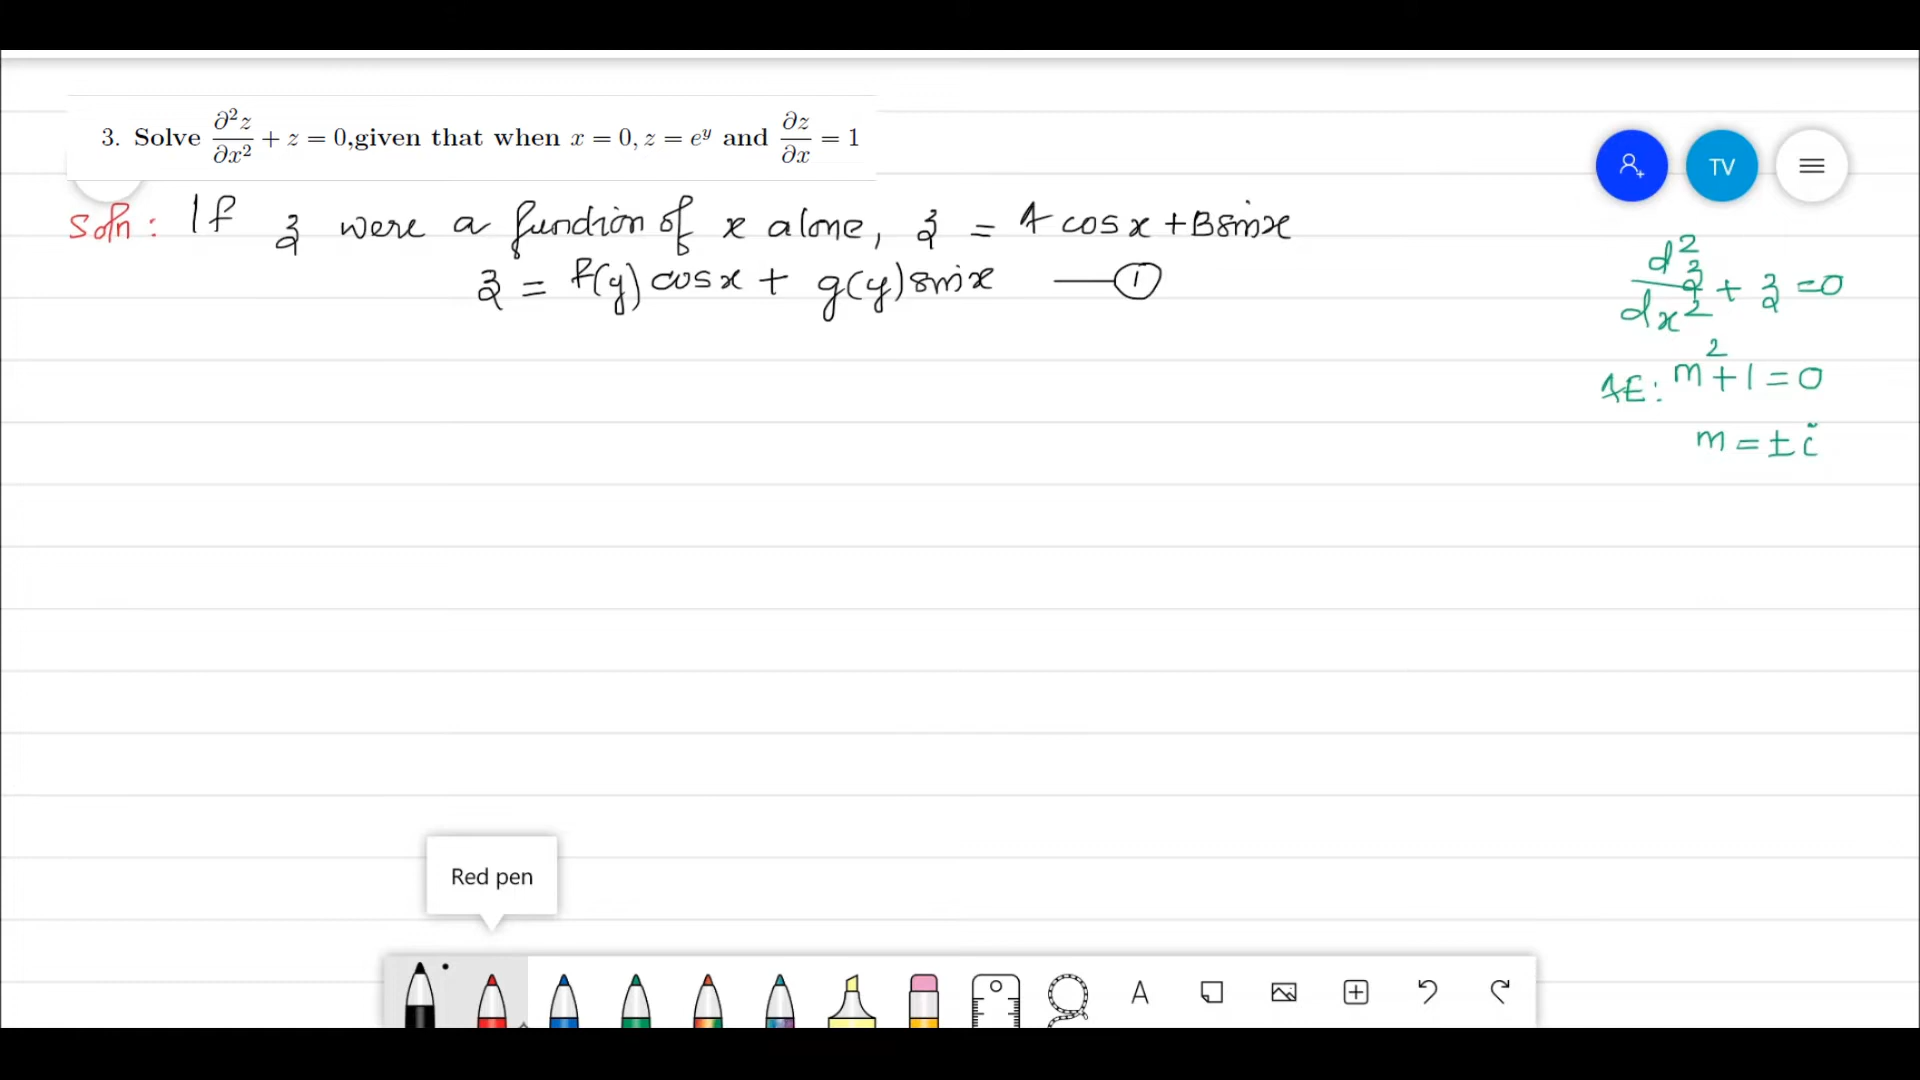 3. Solve ∂²z/∂x² + z = 0,given that when x = 0, z = e^y and ∂z/∂x = 1
TV
Soln : If z were a function of x alone, z = A cos x + B sin x
z = f(y) cos x + g(y) sin x —— ①
d²z/dx² + z = 0
AE: m² + 1 = 0
m = ± i
Red pen
A